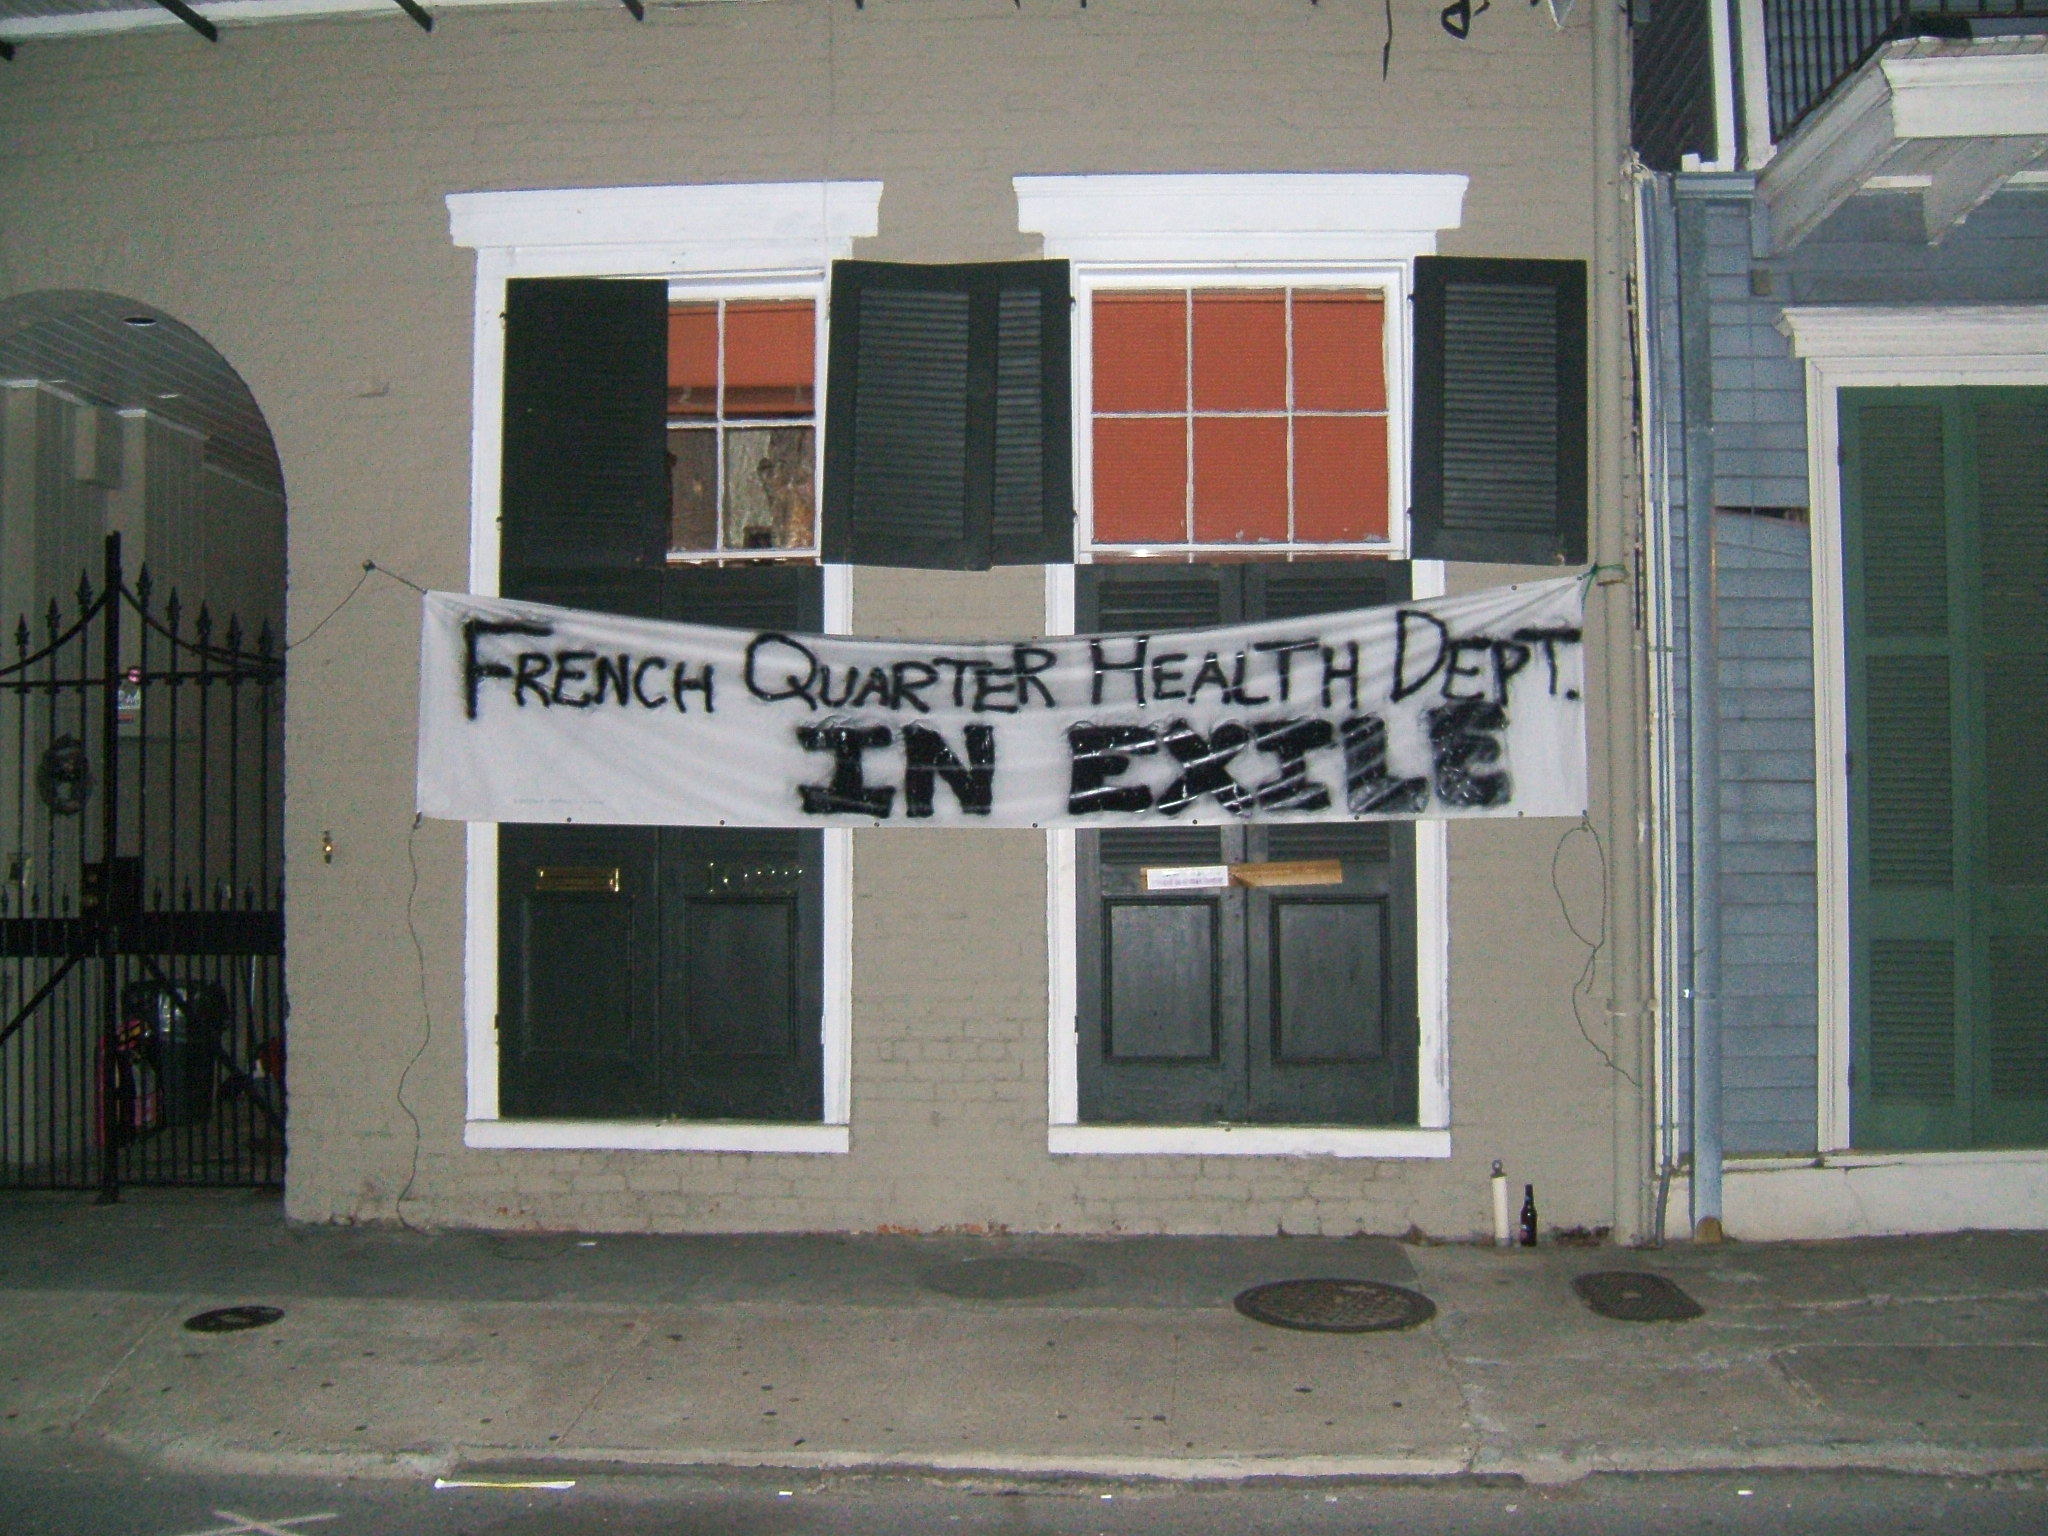 FRENCH QUARTER HEALTH DEPT.
IN EXILE